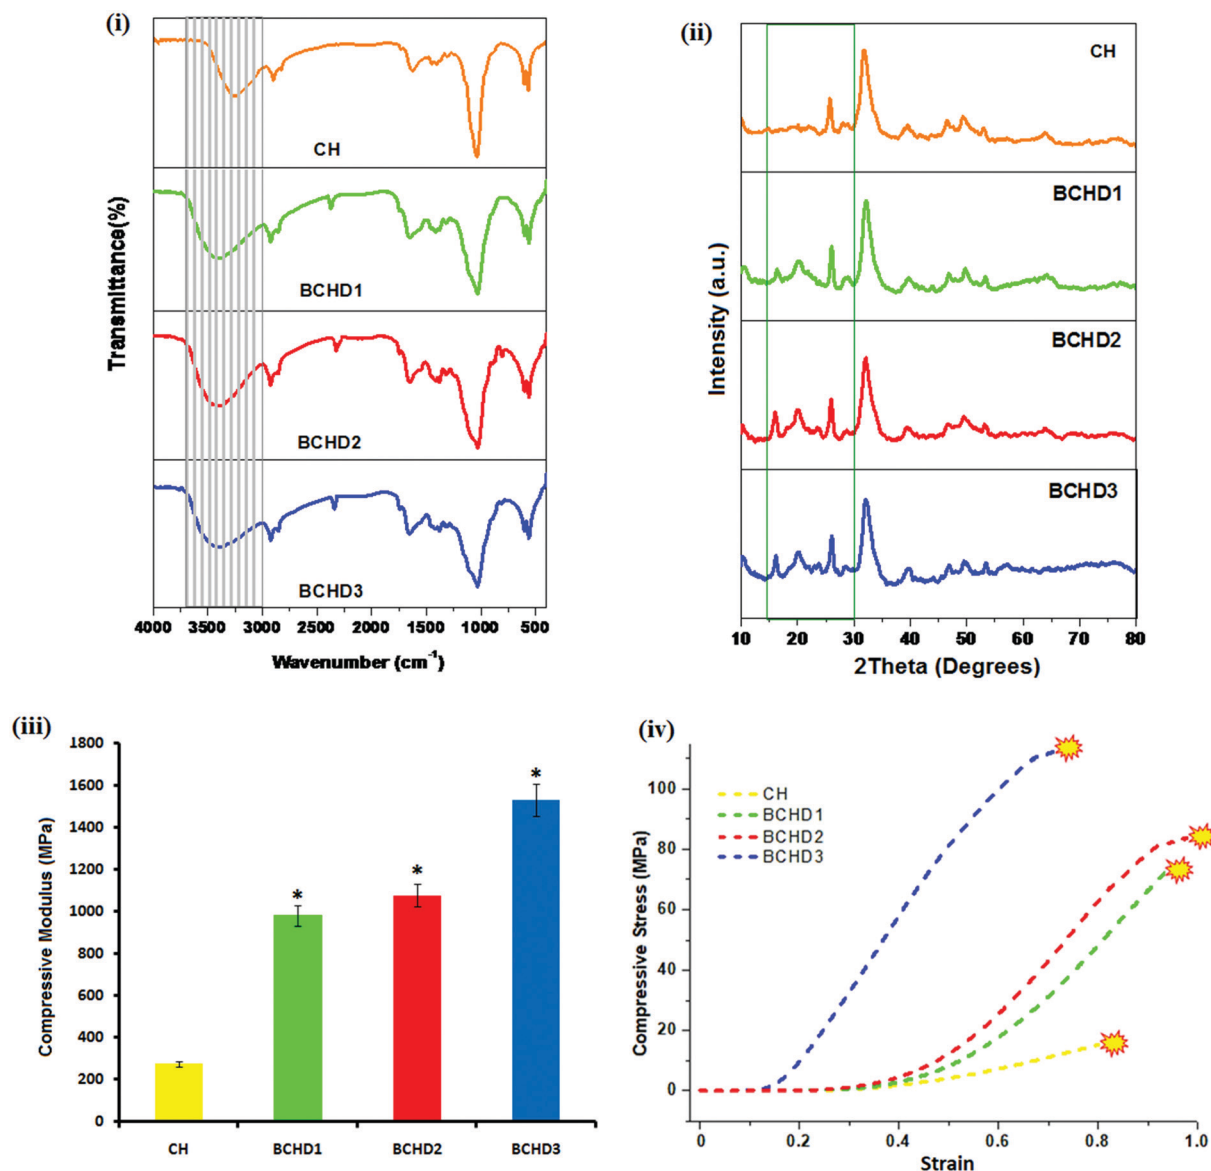 (i)
Transmittance(%)
CH
BCHD1
BCHD2
BCHD3
4000 3500 3000 2500 2000 1500 1000 500
Wavenumber (cm⁻¹)
(ii)
Intensity (a.u.)
CH
BCHD1
BCHD2
BCHD3
10 20 30 40 50 60 70 80
2Theta (Degrees)
(iii)
Compressive Modulus (MPa)
1800
1600
1400
1200
1000
800
600
400
200
0
*
*
*
CH BCHD1 BCHD2 BCHD3
(iv)
Compressive Stress (MPa)
100
80
60
40
20
0
CH
BCHD1
BCHD2
BCHD3
0 0.2 0.4 0.6 0.8 1.0
Strain